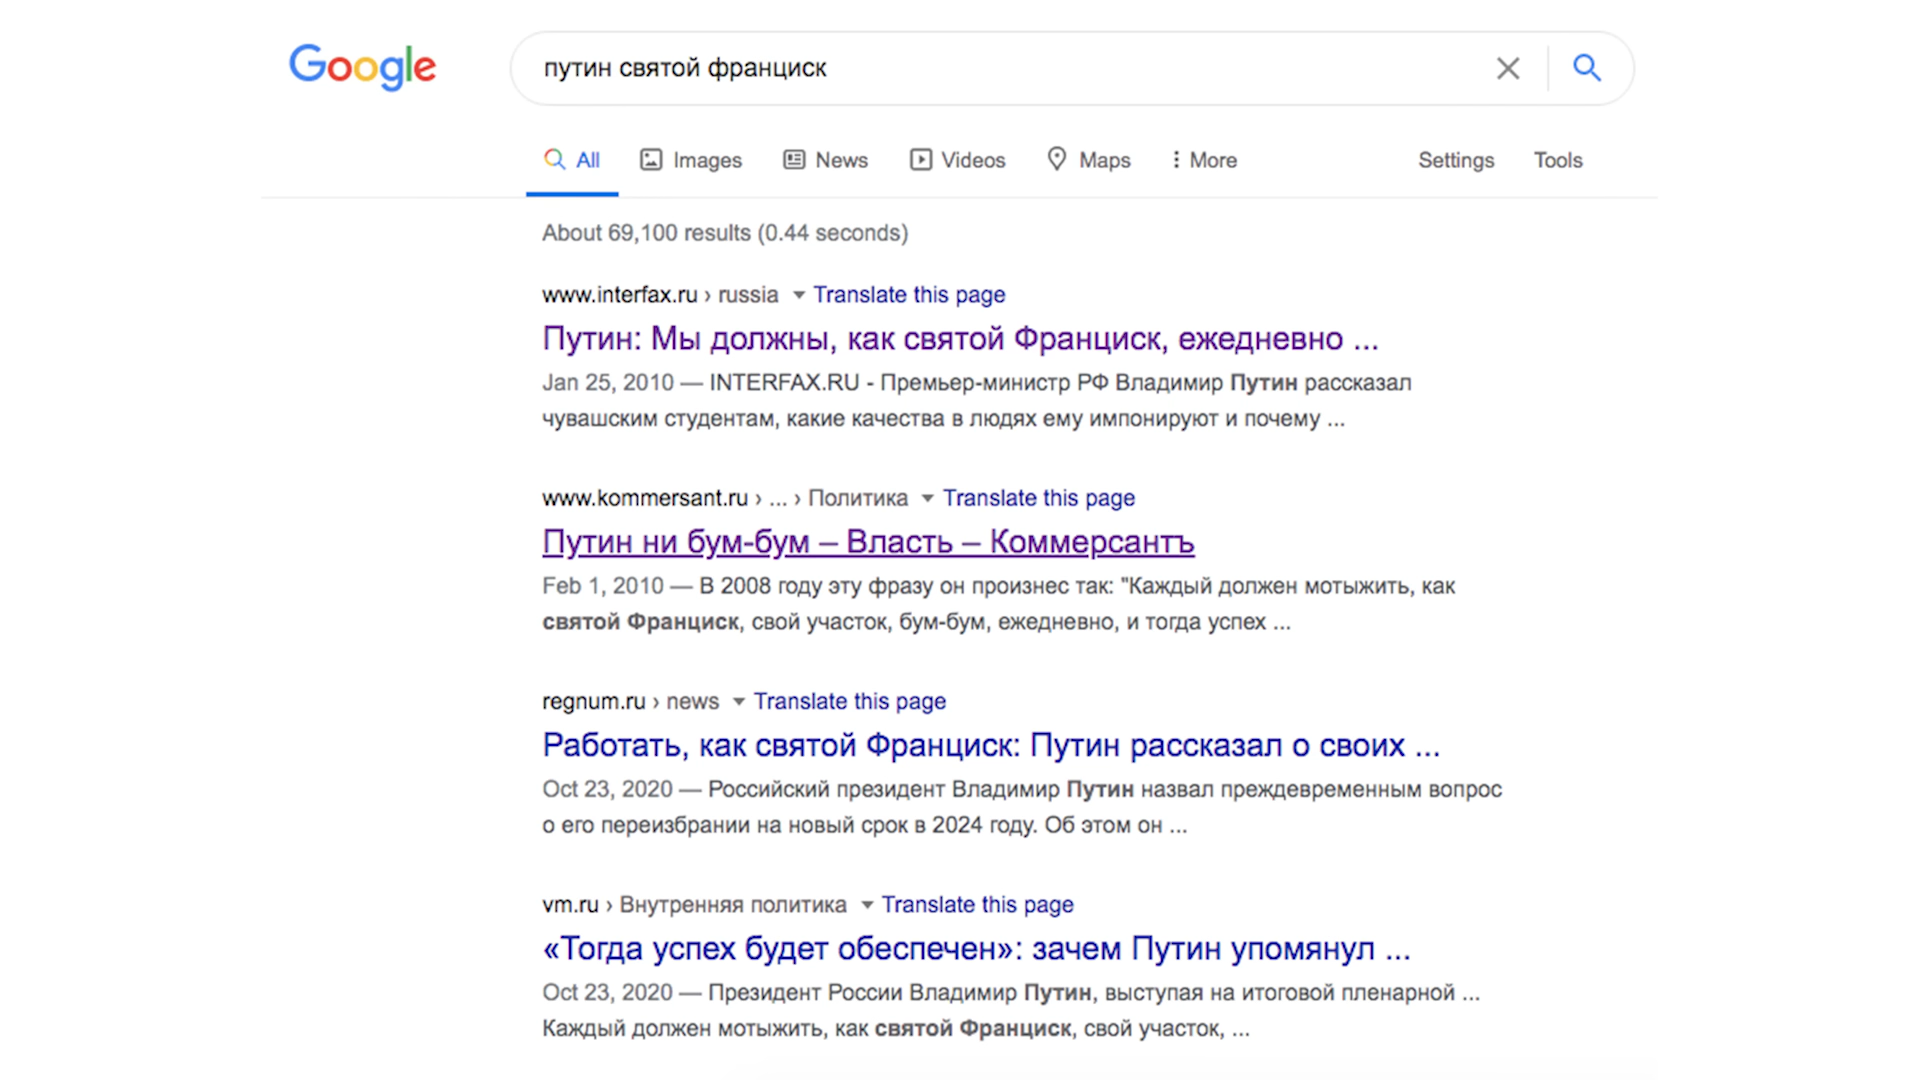 Google
путин святой франциск
All Images News Videos Maps More Settings Tools
About 69,100 results (0.44 seconds)
www.interfax.ru › russia Translate this page
Путин: Мы должны, как святой Франциск, ежедневно ...
Jan 25, 2010 — INTERFAX.RU - Премьер-министр РФ Владимир Путин рассказал
чувашским студентам, какие качества в людях ему импонируют и почему ...
www.kommersant.ru › ... › Политика Translate this page
Путин ни бум-бум – Власть – Коммерсантъ
Feb 1, 2010 — В 2008 году эту фразу он произнес так: "Каждый должен мотыжить, как
святой Франциск, свой участок, бум-бум, ежедневно, и тогда успех ...
regnum.ru › news Translate this page
Работать, как святой Франциск: Путин рассказал о своих ...
Oct 23, 2020 — Российский президент Владимир Путин назвал преждевременным вопрос
о его переизбрании на новый срок в 2024 году. Об этом он ...
vm.ru › Внутренняя политика Translate this page
«Тогда успех будет обеспечен»: зачем Путин упомянул ...
Oct 23, 2020 — Президент России Владимир Путин, выступая на итоговой пленарной ...
Каждый должен мотыжить, как святой Франциск, свой участок, ...